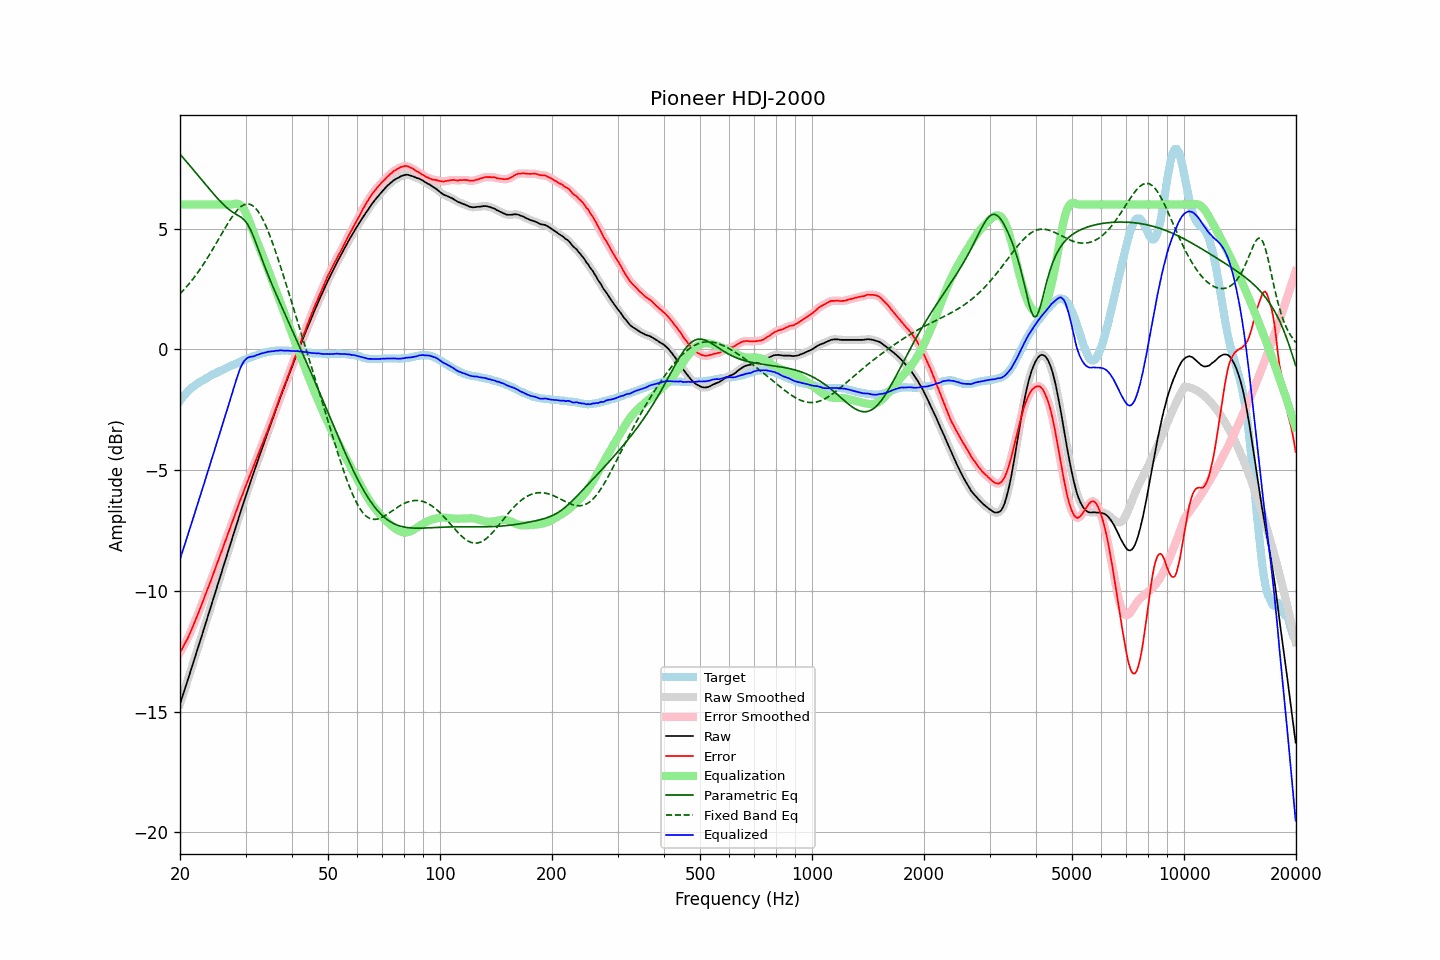 Pioneer HDJ-2000
Amplitude (dBr)
5
0
−5
−10
−15
−20
Target
Raw Smoothed
Error Smoothed
Raw
Error
Equalization
Parametric Eq
Fixed Band Eq
Equalized
20
50
100
200
500
1000
2000
5000
10000
20000
Frequency (Hz)